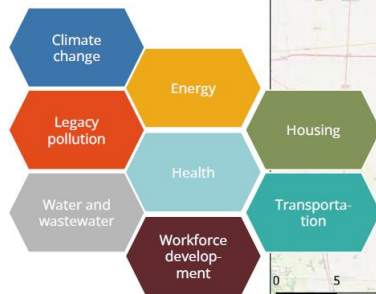 Climate
change
Energy
Legacy
pollution
Housing
Health
Water and
wastewater
Transporta-
tion
Workforce
develop-
ment
0 5